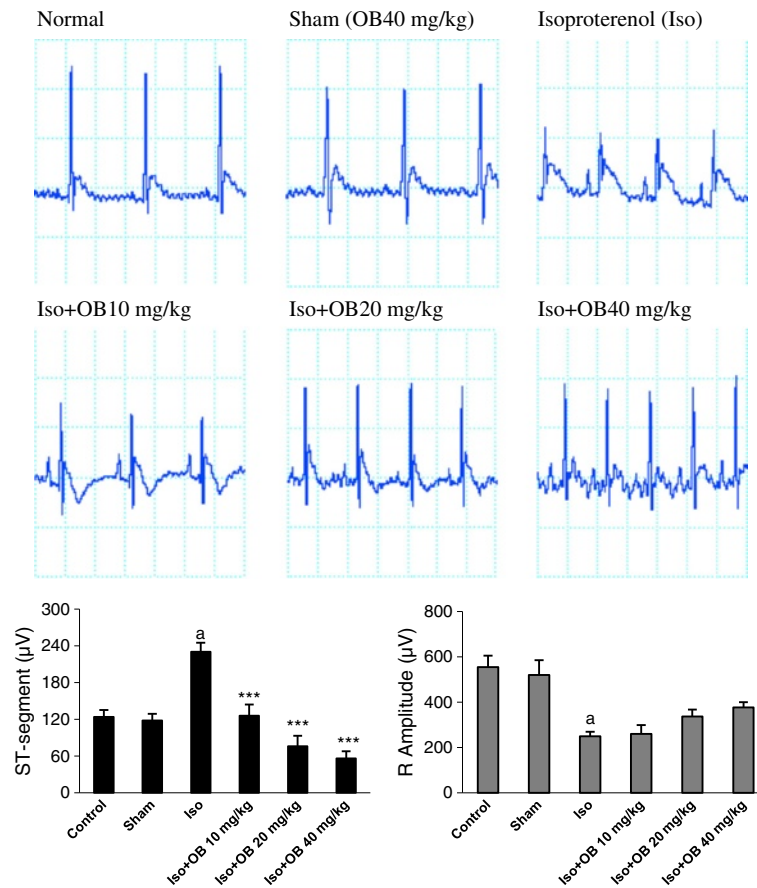 Normal
Sham (OB40 mg/kg)
Isoproterenol (Iso)
Iso+OB10 mg/kg
Iso+OB20 mg/kg
Iso+OB40 mg/kg
ST-segment (µV)
300
240
180
120
60
0
a
***
***
***
Control
Sham
Iso
Iso+OB 10 mg/kg
Iso+OB 20 mg/kg
Iso+OB 40 mg/kg
R Amplitude (µV)
800
600
400
200
0
a
Control
Sham
Iso
Iso+OB 10 mg/kg
Iso+OB 20 mg/kg
Iso+OB 40 mg/kg